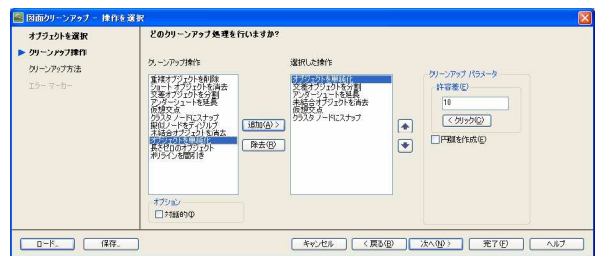 図面クリーンアップ - 操作を選択
オブジェクトを選択
クリーンアップ操作
クリーンアップ方法
エラー マーカー
どのクリーンアップ処理を行いますか?
クリーンアップ操作
重複オブジェクトを削除
ショート オブジェクトを消去
交差オブジェクトを分割
アンダーシュートを延長
仮想交点
クラスタ ノードにスナップ
擬似ノードをディゾルブ
未結合オブジェクトを消去
オブジェクトを単純化
長さゼロのオブジェクト
ポリラインを間引き
オプション
対話的(I)
追加(A) >
除去(R)
選択した操作
オブジェクトを単純化
交差オブジェクトを分割
アンダーシュートを延長
未結合オブジェクトを消去
仮想交点
クラスタ ノードにスナップ
クリーンアップ パラメータ
許容差(E)
10
< クリック(C)
円弧を作成(E)
ロード...
保存...
キャンセル
< 戻る(B)
次へ(N) >
完了(F)
ヘルプ